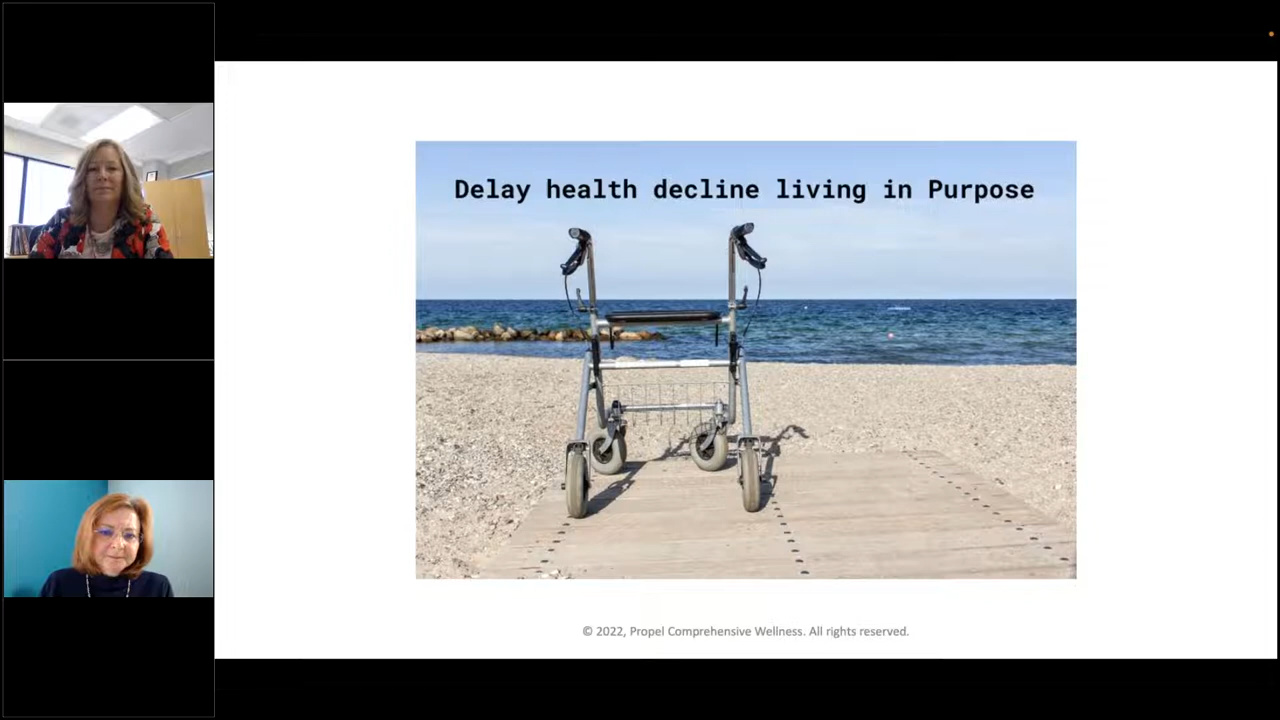 Delay health decline living in Purpose
© 2022, Propel Comprehensive Wellness. All rights reserved.